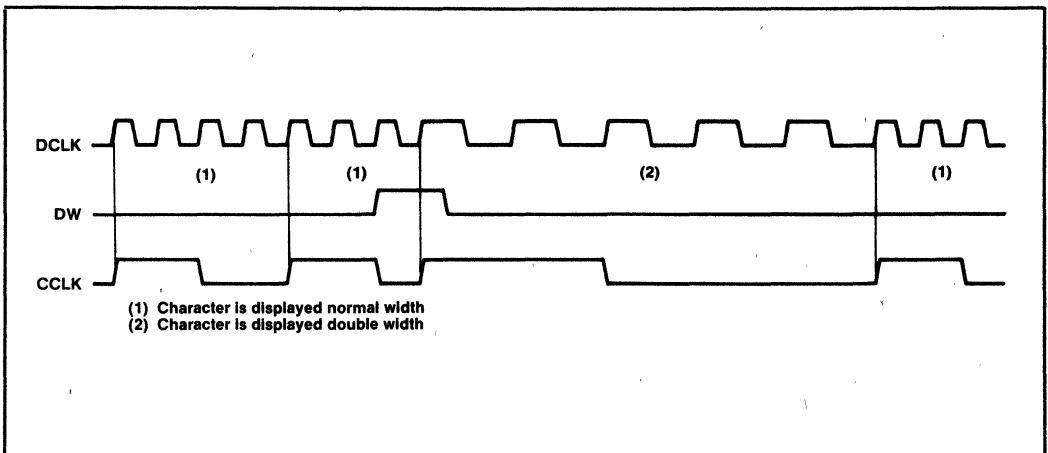 DCLK
(1) (1) (2) (1)
DW
CCLK
(1) Character is displayed normal width
(2) Character is displayed double width